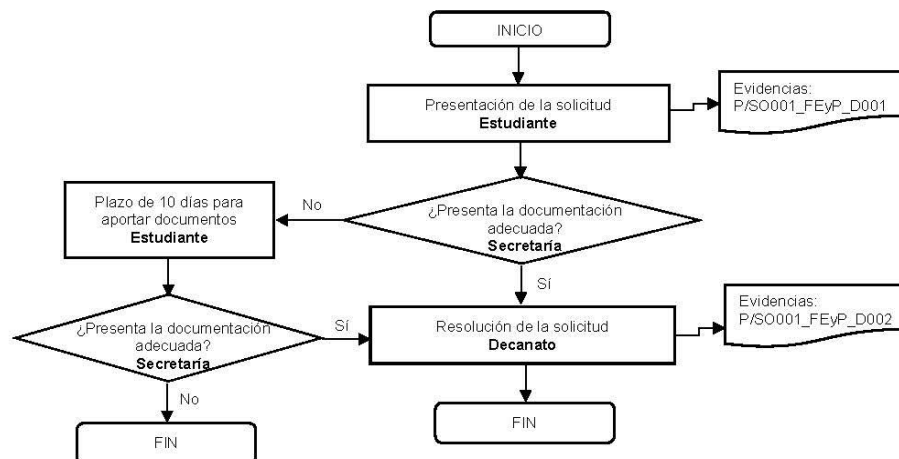 INICIO
Presentación de la solicitud
Estudiante
Evidencias:
P/SO001_FEyP_D001
Plazo de 10 días para
aportar documentos
Estudiante
No
¿Presenta la documentación
adecuada?
Secretaría
Sí
¿Presenta la documentación
adecuada?
Secretaría
Sí
Resolución de la solicitud
Decanato
Evidencias:
P/SO001_FEyP_D002
No
FIN
FIN